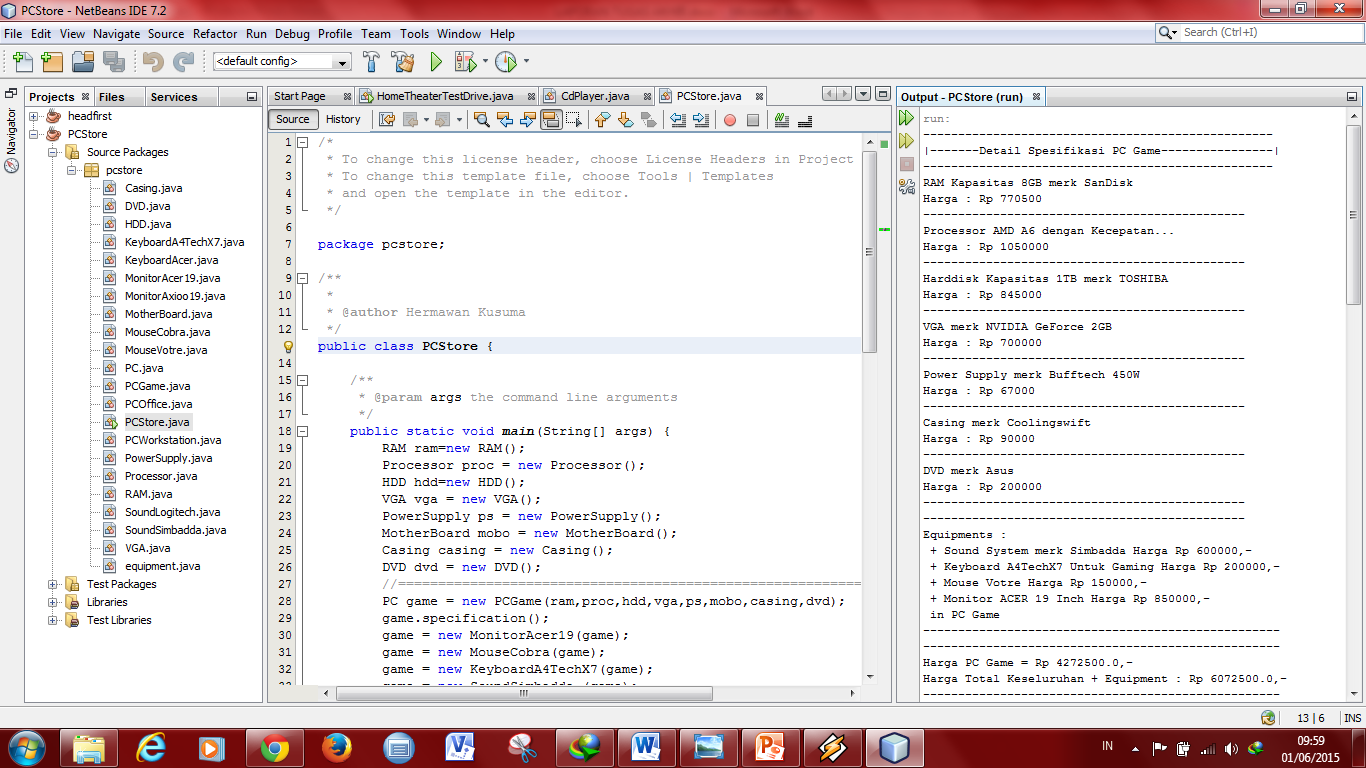 PCStore - NetBeans IDE 7.2
File Edit View Navigate Source Refactor Run Debug Profile Team Tools Window Help
Search (Ctrl+I)
<default config>
Navigator
Projects Files Services
headfirst
PCStore
Source Packages
pcstore
Casing.java
DVD.java
HDD.java
KeyboardA4TechX7.java
KeyboardAcer.java
MonitorAcer19.java
MonitorAxioo19.java
MotherBoard.java
MouseCobra.java
MouseVotre.java
PC.java
PCGame.java
PCOffice.java
PCStore.java
PCWorkstation.java
PowerSupply.java
Processor.java
RAM.java
SoundLogitech.java
SoundSimbadda.java
VGA.java
equipment.java
Test Packages
Libraries
Test Libraries
Start Page HomeTheaterTestDrive.java CdPlayer.java PCStore.java
Source History
1 /*
2 * To change this license header, choose License Headers in Project
3 * To change this template file, choose Tools | Templates
4 * and open the template in the editor.
5 */
6
7 package pcstore;
8
9 /**
10 *
11 * @author Hermawan Kusuma
12 */
public class PCStore {
14
15 /**
16 * @param args the command line arguments
17 */
18 public static void main(String[] args) {
19 RAM ram=new RAM();
20 Processor proc = new Processor();
21 HDD hdd=new HDD();
22 VGA vga = new VGA();
23 PowerSupply ps = new PowerSupply();
24 MotherBoard mobo = new MotherBoard();
25 Casing casing = new Casing();
26 DVD dvd = new DVD();
27 //==========================================================
28 PC game = new PCGame(ram,proc,hdd,vga,ps,mobo,casing,dvd);
29 game.specification();
30 game = new MonitorAcer19(game);
31 game = new MouseCobra(game);
32 game = new KeyboardA4TechX7(game);
Output - PCStore (run)
run:
--------------------------------------------
|-------Detail Spesifikasi PC Game----------------|
--------------------------------------------
RAM Kapasitas 8GB merk SanDisk
Harga : Rp 770500
----------------------------------------
Processor AMD A6 dengan Kecepatan...
Harga : Rp 1050000
----------------------------------------
Harddisk Kapasitas 1TB merk TOSHIBA
Harga : Rp 845000
----------------------------------------
VGA merk NVIDIA GeForce 2GB
Harga : Rp 700000
----------------------------------------
Power Supply merk Bufftech 450W
Harga : Rp 67000
----------------------------------------
Casing merk Coolingswift
Harga : Rp 90000
----------------------------------------
DVD merk Asus
Harga : Rp 200000
----------------------------------------
----------------------------------------
Equipments :
+ Sound System merk Simbadda Harga Rp 600000,-
+ Keyboard A4TechX7 Untuk Gaming Harga Rp 200000,-
+ Mouse Votre Harga Rp 150000,-
+ Monitor ACER 19 Inch Harga Rp 850000,-
in PC Game
---------------------------------------------
---------------------------------------------
Harga PC Game = Rp 4272500.0,-
Harga Total Keseluruhan + Equipment : Rp 6072500.0,-
---------------------------------------------
13 | 6 INS
IN
09:59
01/06/2015